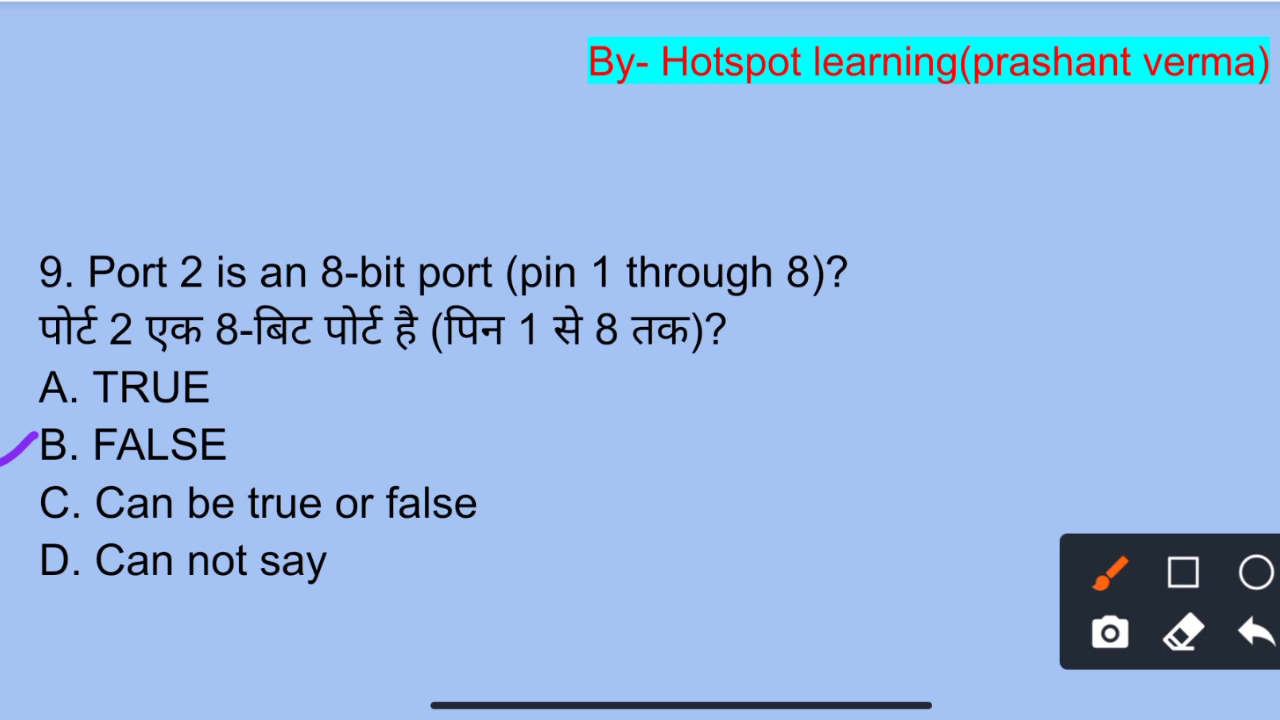 By- Hotspot learning(prashant verma)
9. Port 2 is an 8-bit port (pin 1 through 8)?
पोर्ट 2 एक 8-बिट पोर्ट है (पिन 1 से 8 तक)?
A. TRUE
B. FALSE
C. Can be true or false
D. Can not say